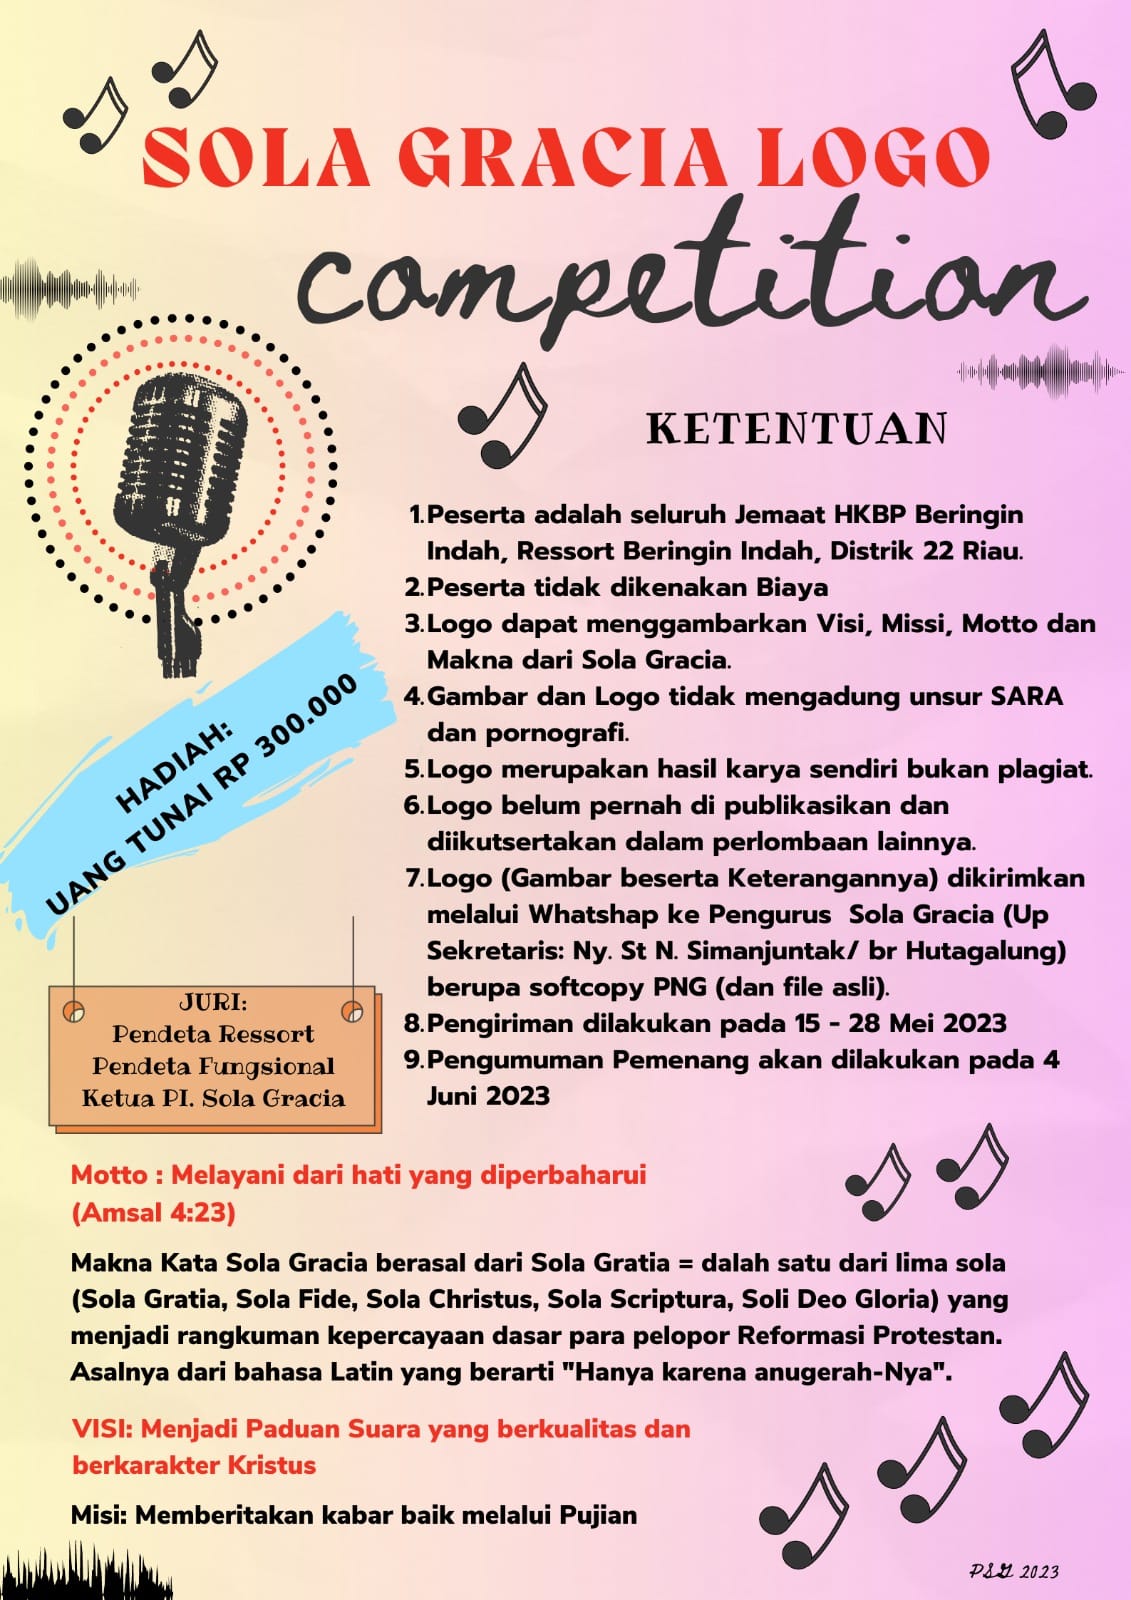 SOLA GRACIA LOGO
competition
KETENTUAN
1.Peserta adalah seluruh Jemaat HKBP Beringin
Indah, Ressort Beringin Indah, Distrik 22 Riau.
2.Peserta tidak dikenakan Biaya
3.Logo dapat menggambarkan Visi, Missi, Motto dan
Makna dari Sola Gracia.
4.Gambar dan Logo tidak mengadung unsur SARA
dan pornografi.
5.Logo merupakan hasil karya sendiri bukan plagiat.
6.Logo belum pernah di publikasikan dan
diikutsertakan dalam perlombaan lainnya.
7.Logo (Gambar beserta Keterangannya) dikirimkan
melalui Whatshap ke Pengurus Sola Gracia (Up
Sekretaris: Ny. St N. Simanjuntak/ br Hutagalung)
berupa softcopy PNG (dan file asli).
8.Pengiriman dilakukan pada 15 - 28 Mei 2023
9.Pengumuman Pemenang akan dilakukan pada 4
Juni 2023
HADIAH:
UANG TUNAI RP 300.000
JURI:
Pendeta Ressort
Pendeta Fungsional
Ketua PI. Sola Gracia
Motto : Melayani dari hati yang diperbaharui
(Amsal 4:23)
Makna Kata Sola Gracia berasal dari Sola Gratia = dalah satu dari lima sola
(Sola Gratia, Sola Fide, Sola Christus, Sola Scriptura, Soli Deo Gloria) yang
menjadi rangkuman kepercayaan dasar para pelopor Reformasi Protestan.
Asalnya dari bahasa Latin yang berarti "Hanya karena anugerah-Nya".
VISI: Menjadi Paduan Suara yang berkualitas dan
berkarakter Kristus
Misi: Memberitakan kabar baik melalui Pujian
PSG 2023